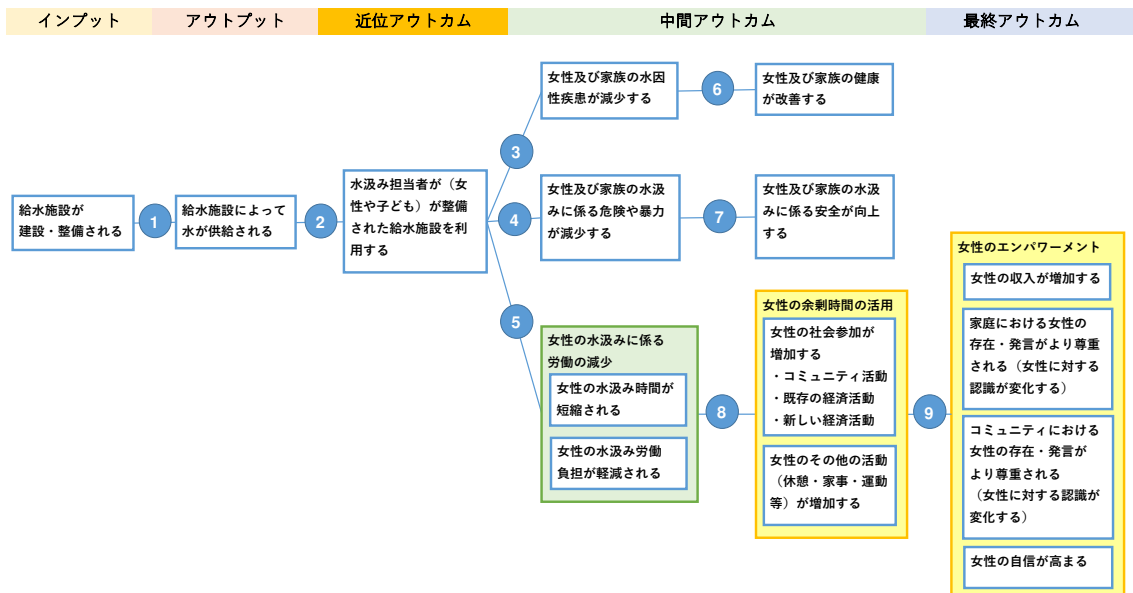 インプット
アウトプット
近位アウトカム
中間アウトカム
最終アウトカム
給水施設が
建設・整備される
1
給水施設によって
水が供給される
2
水汲み担当者が（女
性や子ども）が整備
された給水施設を利
用する
3
女性及び家族の水因
性疾患が減少する
6
女性及び家族の健康
が改善する
4
女性及び家族の水汲
みに係る危険や暴力
が減少する
7
女性及び家族の水汲
みに係る安全が向上
する
5
女性の水汲みに係る
労働の減少
女性の水汲み時間が
短縮される
女性の水汲み労働
負担が軽減される
8
女性の余剰時間の活用
女性の社会参加が
増加する
・コミュニティ活動
・既存の経済活動
・新しい経済活動
女性のその他の活動
（休憩・家事・運動
等）が増加する
9
女性のエンパワーメント
女性の収入が増加する
家庭における女性の
存在・発言がより尊重
される（女性に対する
認識が変化する）
コミュニティにおける
女性の存在・発言が
より尊重される
（女性に対する認識が
変化する）
女性の自信が高まる